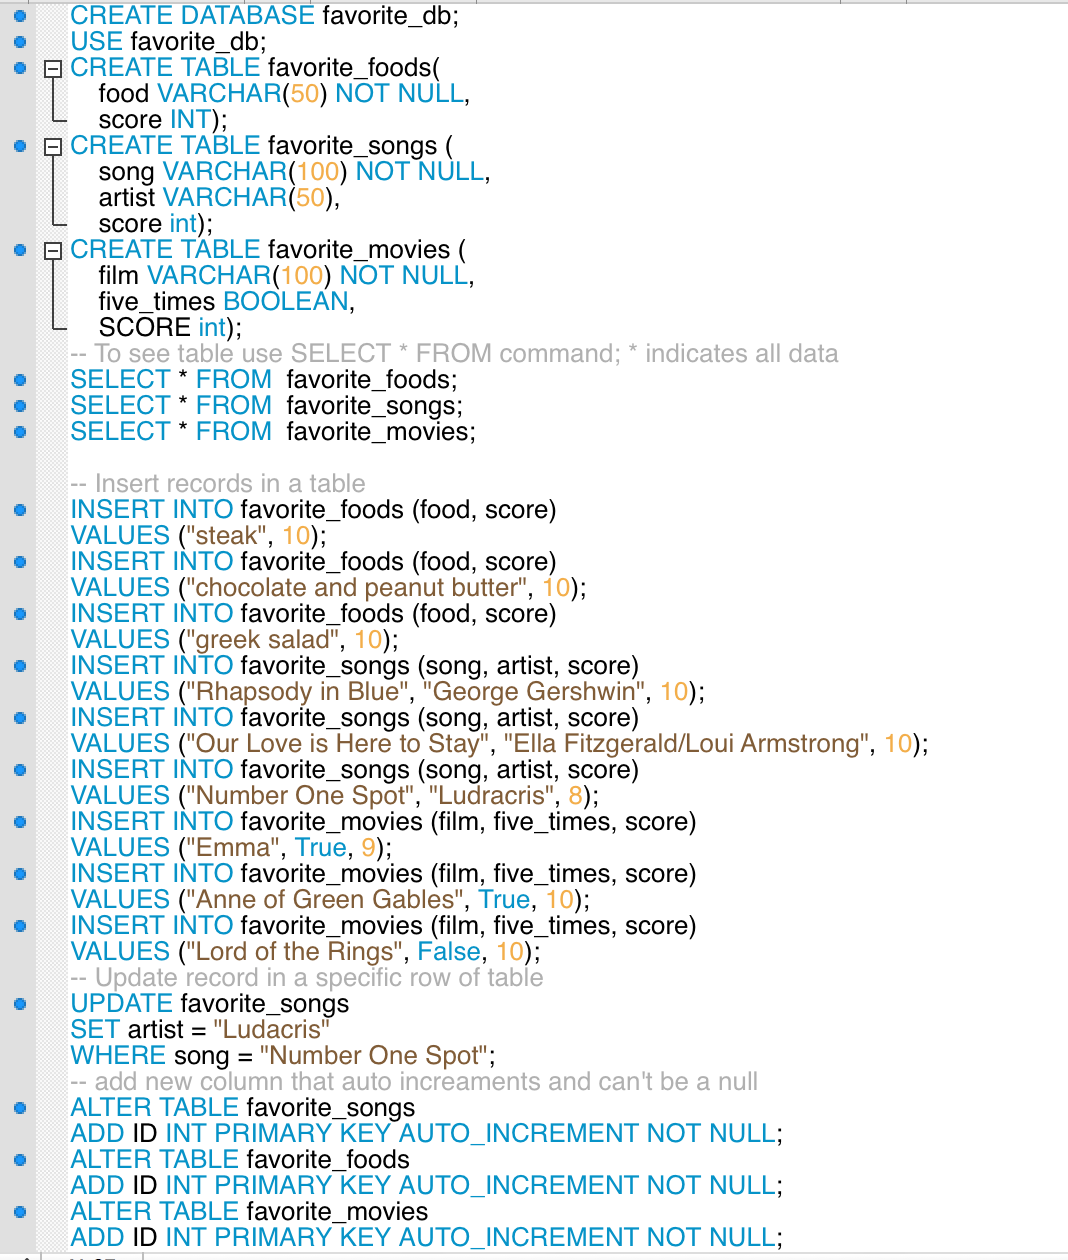 CREATE DATABASE favorite_db;
USE favorite_db;
CREATE TABLE favorite_foods(
food VARCHAR(50) NOT NULL,
score INT);
CREATE TABLE favorite_songs (
song VARCHAR(100) NOT NULL,
artist VARCHAR(50),
score int);
CREATE TABLE favorite_movies (
film VARCHAR(100) NOT NULL,
five_times BOOLEAN,
SCORE int);
-- To see table use SELECT * FROM command; * indicates all data
SELECT * FROM  favorite_foods;
SELECT * FROM  favorite_songs;
SELECT * FROM  favorite_movies;
-- Insert records in a table
INSERT INTO favorite_foods (food, score)
VALUES ("steak", 10);
INSERT INTO favorite_foods (food, score)
VALUES ("chocolate and peanut butter", 10);
INSERT INTO favorite_foods (food, score)
VALUES ("greek salad", 10);
INSERT INTO favorite_songs (song, artist, score)
VALUES ("Rhapsody in Blue", "George Gershwin", 10);
INSERT INTO favorite_songs (song, artist, score)
VALUES ("Our Love is Here to Stay", "Ella Fitzgerald/Loui Armstrong", 10);
INSERT INTO favorite_songs (song, artist, score)
VALUES ("Number One Spot", "Ludracris", 8);
INSERT INTO favorite_movies (film, five_times, score)
VALUES ("Emma", True, 9);
INSERT INTO favorite_movies (film, five_times, score)
VALUES ("Anne of Green Gables", True, 10);
INSERT INTO favorite_movies (film, five_times, score)
VALUES ("Lord of the Rings", False, 10);
-- Update record in a specific row of table
UPDATE favorite_songs
SET artist = "Ludacris"
WHERE song = "Number One Spot";
-- add new column that auto increaments and can't be a null
ALTER TABLE favorite_songs
ADD ID INT PRIMARY KEY AUTO_INCREMENT NOT NULL;
ALTER TABLE favorite_foods
ADD ID INT PRIMARY KEY AUTO_INCREMENT NOT NULL;
ALTER TABLE favorite_movies
ADD ID INT PRIMARY KEY AUTO_INCREMENT NOT NULL;